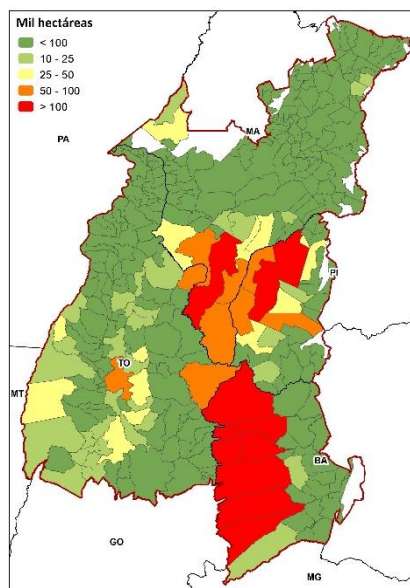 Mil hectáreas
< 100
10 - 25
25 - 50
50 - 100
> 100
PA
MA
PI
TO
MT
BA
GO
MG